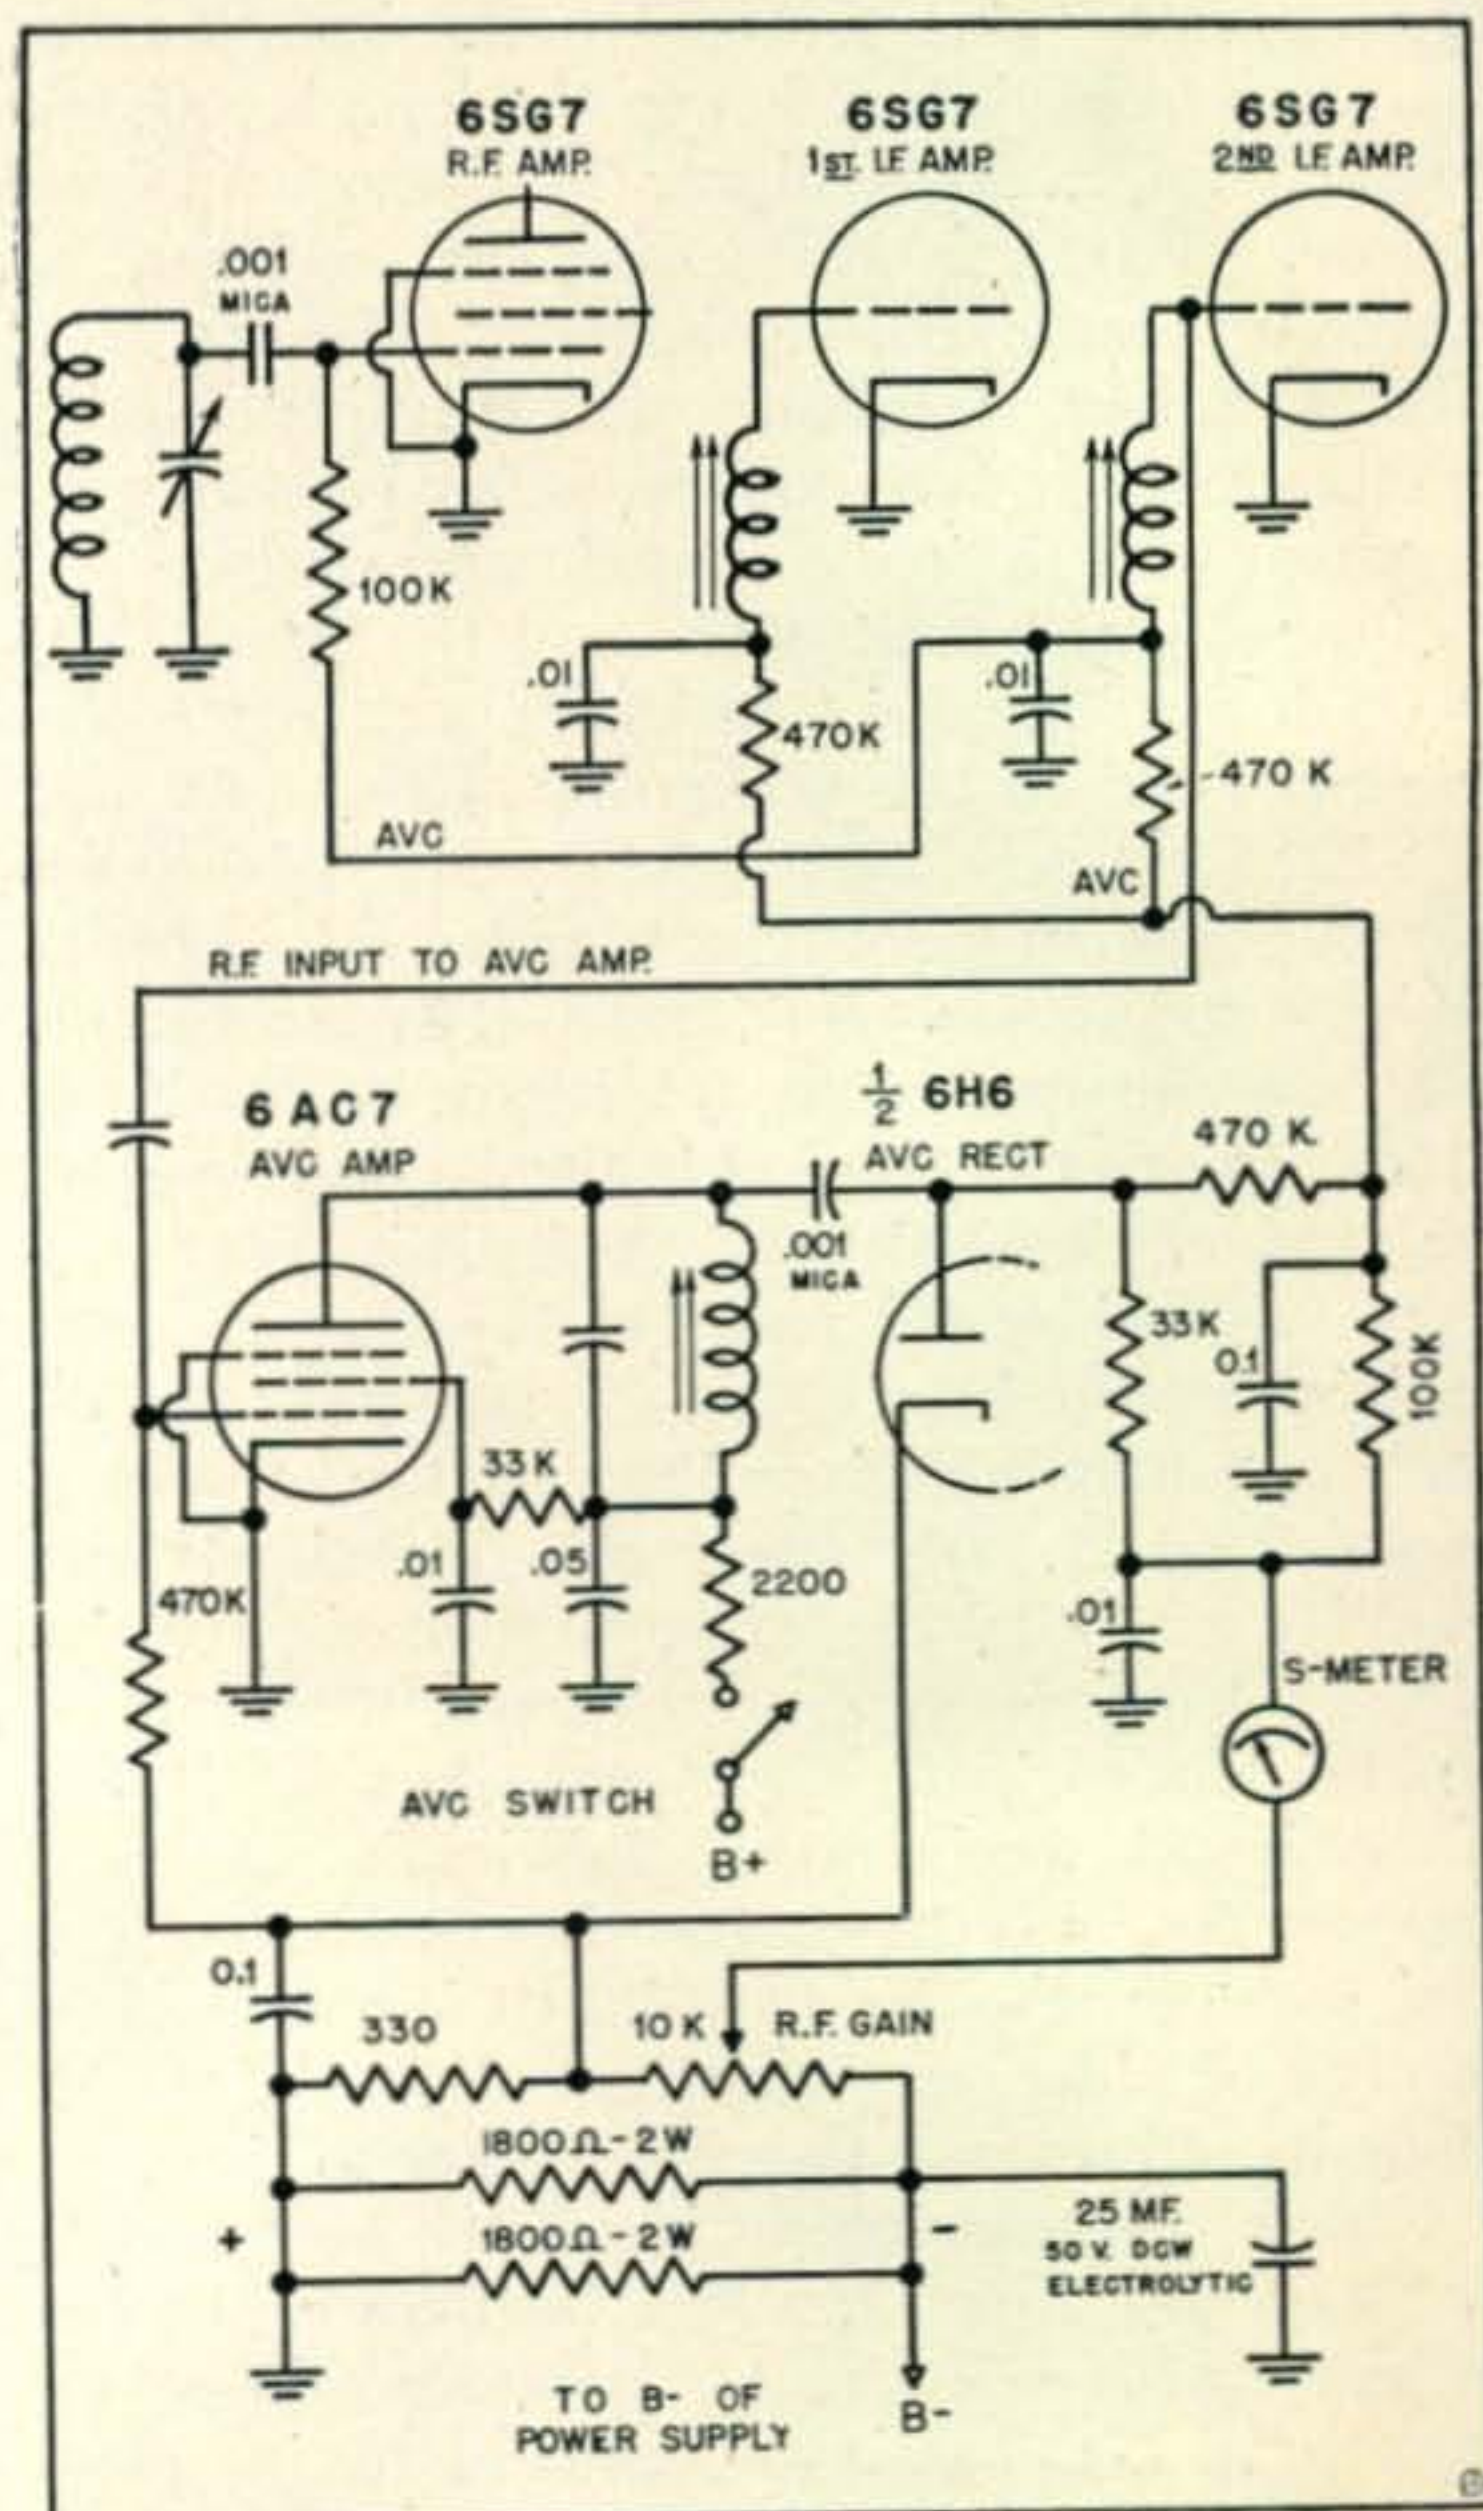 6SG7
R.F. AMP.
6SG7
1ST. I.F. AMP.
6SG7
2ND I.F. AMP.
.001
MICA
100K
.01
470K
.01
470 K
AVC
AVC
R.F. INPUT TO AVC AMP.
6AC7
AVC AMP
1/2 6H6
AVC RECT
470 K.
.001
MICA
33K
0.1
100K
33K
.01
.05
2200
470K
.01
S-METER
AVC SWITCH
B+
0.1
330
10K
R.F. GAIN
1800Ω-2W
1800Ω-2W
+
-
25 MF.
50 V. DCW
ELECTROLYTIC
TO B- OF
POWER SUPPLY
B-